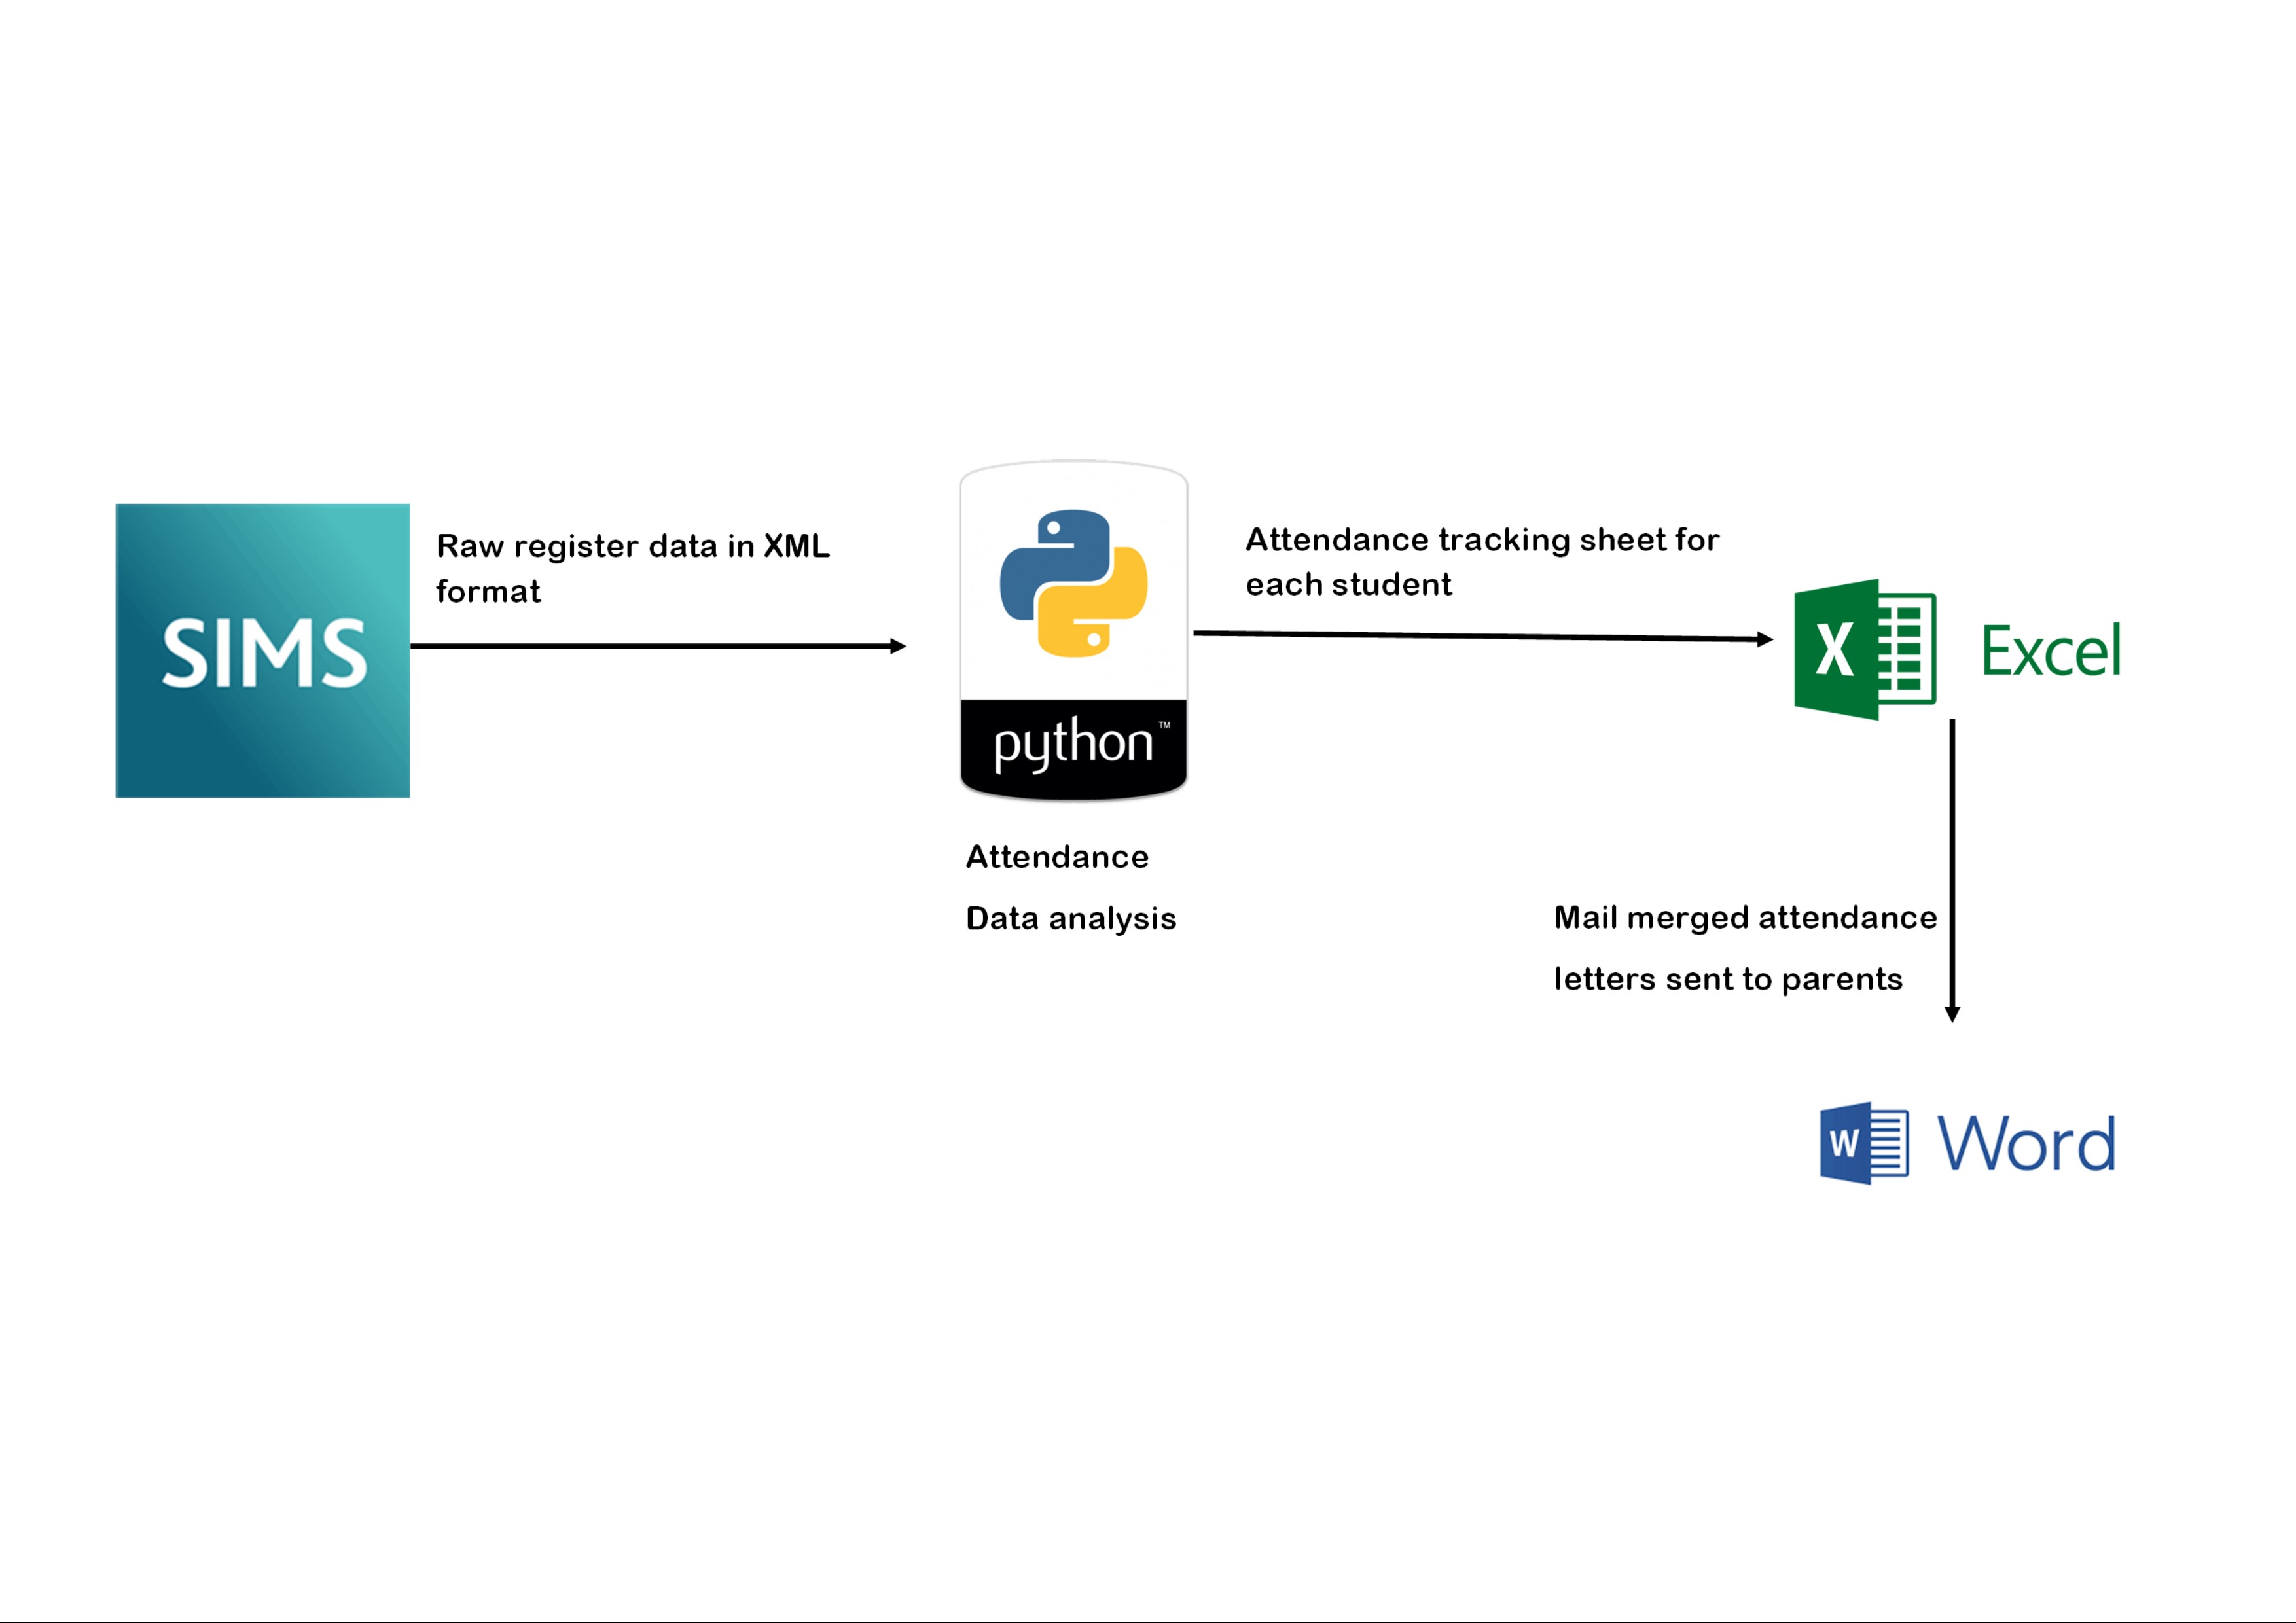 SIMS
Raw register data in XML
format
python™
Attendance
Data analysis
Attendance tracking sheet for
each student
X
Excel
Mail merged attendance
letters sent to parents
W
Word